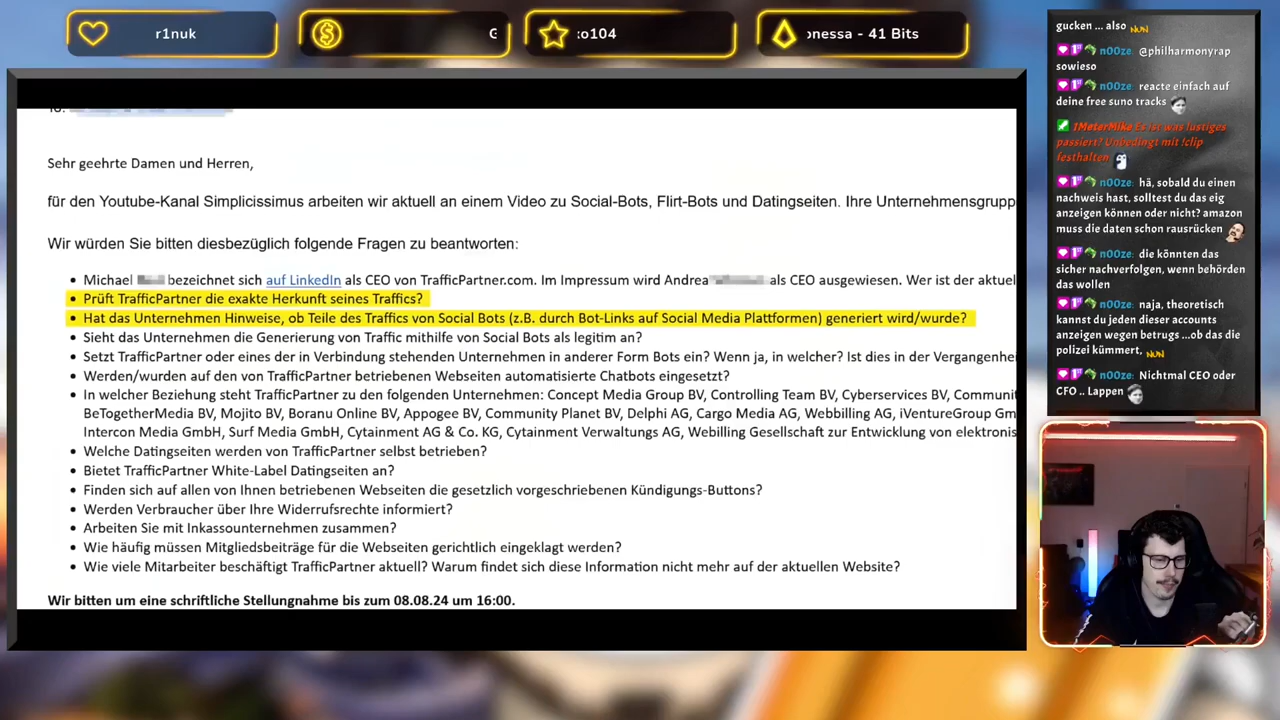 r1nuk
G
:o104
onessa - 41 Bits
Sehr geehrte Damen und Herren,
für den Youtube-Kanal Simplicissimus arbeiten wir aktuell an einem Video zu Social-Bots, Flirt-Bots und Datingseiten. Ihre Unternehmensgrupp
Wir würden Sie bitten diesbezüglich folgende Fragen zu beantworten:
• Michael bezeichnet sich auf LinkedIn als CEO von TrafficPartner.com. Im Impressum wird Andrea als CEO ausgewiesen. Wer ist der aktuel
• Prüft TrafficPartner die exakte Herkunft seines Traffics?
• Hat das Unternehmen Hinweise, ob Teile des Traffics von Social Bots (z.B. durch Bot-Links auf Social Media Plattformen) generiert wird/wurde?
• Sieht das Unternehmen die Generierung von Traffic mithilfe von Social Bots als legitim an?
• Setzt TrafficPartner oder eines der in Verbindung stehenden Unternehmen in anderer Form Bots ein? Wenn ja, in welcher? Ist dies in der Vergangenhei
• Werden/wurden auf den von TrafficPartner betriebenen Webseiten automatisierte Chatbots eingesetzt?
• In welcher Beziehung steht TrafficPartner zu den folgenden Unternehmen: Concept Media Group BV, Controlling Team BV, Cyberservices BV, Communit
BeTogetherMedia BV, Mojito BV, Boranu Online BV, Appogee BV, Community Planet BV, Delphi AG, Cargo Media AG, Webbilling AG, iVentureGroup Gm
Intercon Media GmbH, Surf Media GmbH, Cytainment AG & Co. KG, Cytainment Verwaltungs AG, Webilling Gesellschaft zur Entwicklung von elektronis
• Welche Datingseiten werden von TrafficPartner selbst betrieben?
• Bietet TrafficPartner White-Label Datingseiten an?
• Finden sich auf allen von Ihnen betriebenen Webseiten die gesetzlich vorgeschriebenen Kündigungs-Buttons?
• Werden Verbraucher über Ihre Widerrufsrechte informiert?
• Arbeiten Sie mit Inkassounternehmen zusammen?
• Wie häufig müssen Mitgliedsbeiträge für die Webseiten gerichtlich eingeklagt werden?
• Wie viele Mitarbeiter beschäftigt TrafficPartner aktuell? Warum findet sich diese Information nicht mehr auf der aktuellen Website?
Wir bitten um eine schriftliche Stellungnahme bis zum 08.08.24 um 16:00.
gucken ... also NUN
n0Oze: @philharmonyrap
sowieso
n0Oze: reacte einfach auf
deine free suno tracks
1MeterMike Es ist was lustiges
passiert? Unbedingt mit !clip
festhalten
n0Oze: hä, sobald du einen
nachweis hast, solltest du das eig
anzeigen können oder nicht? amazon
muss die daten schon rausrücken
n0Oze: die könnten das
sicher nachverfolgen, wenn behörden
das wollen
n0Oze: naja, theoretisch
kannst du jeden dieser accounts
anzeigen wegen betrugs ...ob das die
polizei kümmert, NUN
n0Oze: Nichtmal CEO oder
CFO .. Lappen